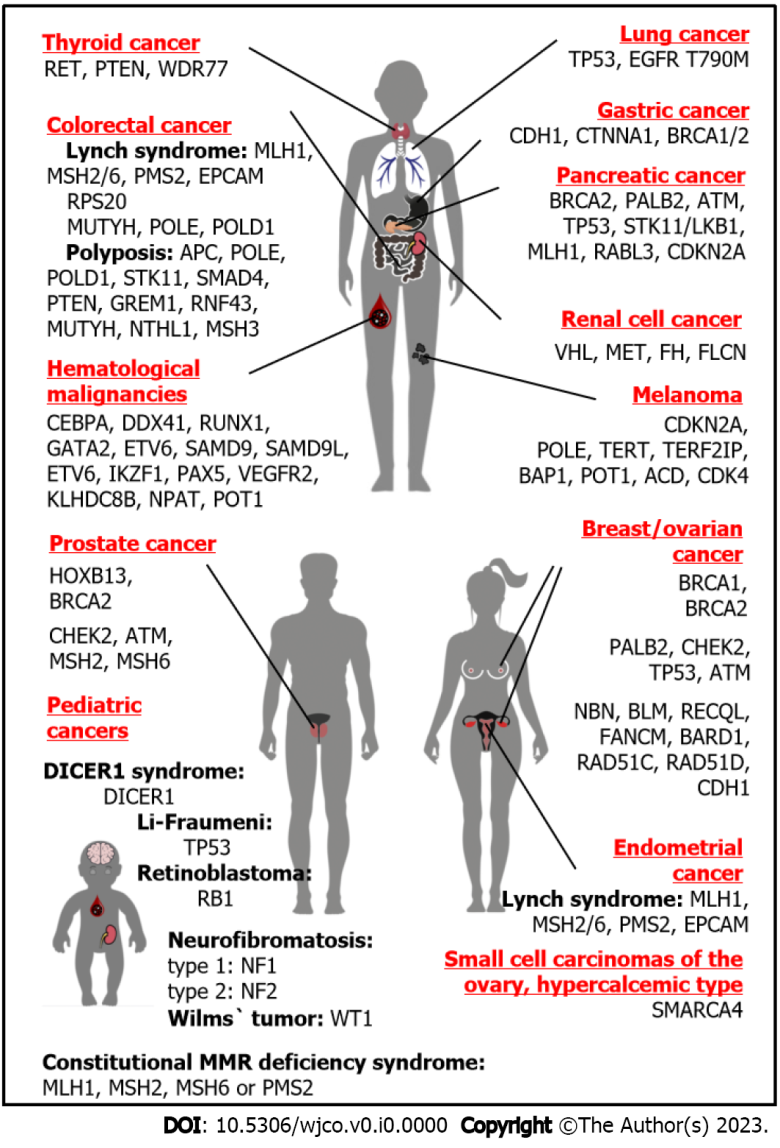 Thyroid cancer
RET, PTEN, WDR77
Colorectal cancer
Lynch syndrome: MLH1,
MSH2/6, PMS2, EPCAM
RPS20
MUTYH, POLE, POLD1
Polyposis: APC, POLE,
POLD1, STK11, SMAD4,
PTEN, GREM1, RNF43,
MUTYH, NTHL1, MSH3
Hematological
malignancies
CEBPA, DDX41, RUNX1,
GATA2, ETV6, SAMD9, SAMD9L,
ETV6, IKZF1, PAX5, VEGFR2,
KLHDC8B, NPAT, POT1
Lung cancer
TP53, EGFR T790M
Gastric cancer
CDH1, CTNNA1, BRCA1/2
Pancreatic cancer
BRCA2, PALB2, ATM,
TP53, STK11/LKB1,
MLH1, RABL3, CDKN2A
Renal cell cancer
VHL, MET, FH, FLCN
Melanoma
CDKN2A,
POLE, TERT, TERF2IP,
BAP1, POT1, ACD, CDK4
Prostate cancer
HOXB13,
BRCA2
CHEK2, ATM,
MSH2, MSH6
Pediatric
cancers
DICER1 syndrome:
DICER1
Li-Fraumeni:
TP53
Retinoblastoma:
RB1
Neurofibromatosis:
type 1: NF1
type 2: NF2
Wilms` tumor: WT1
Constitutional MMR deficiency syndrome:
MLH1, MSH2, MSH6 or PMS2
Breast/ovarian
cancer
BRCA1,
BRCA2
PALB2, CHEK2,
TP53, ATM
NBN, BLM, RECQL,
FANCM, BARD1,
RAD51C, RAD51D,
CDH1
Endometrial
cancer
Lynch syndrome: MLH1,
MSH2/6, PMS2, EPCAM
Small cell carcinomas of the
ovary, hypercalcemic type
SMARCA4
DOI: 10.5306/wjco.v0.i0.0000 Copyright ©The Author(s) 2023.